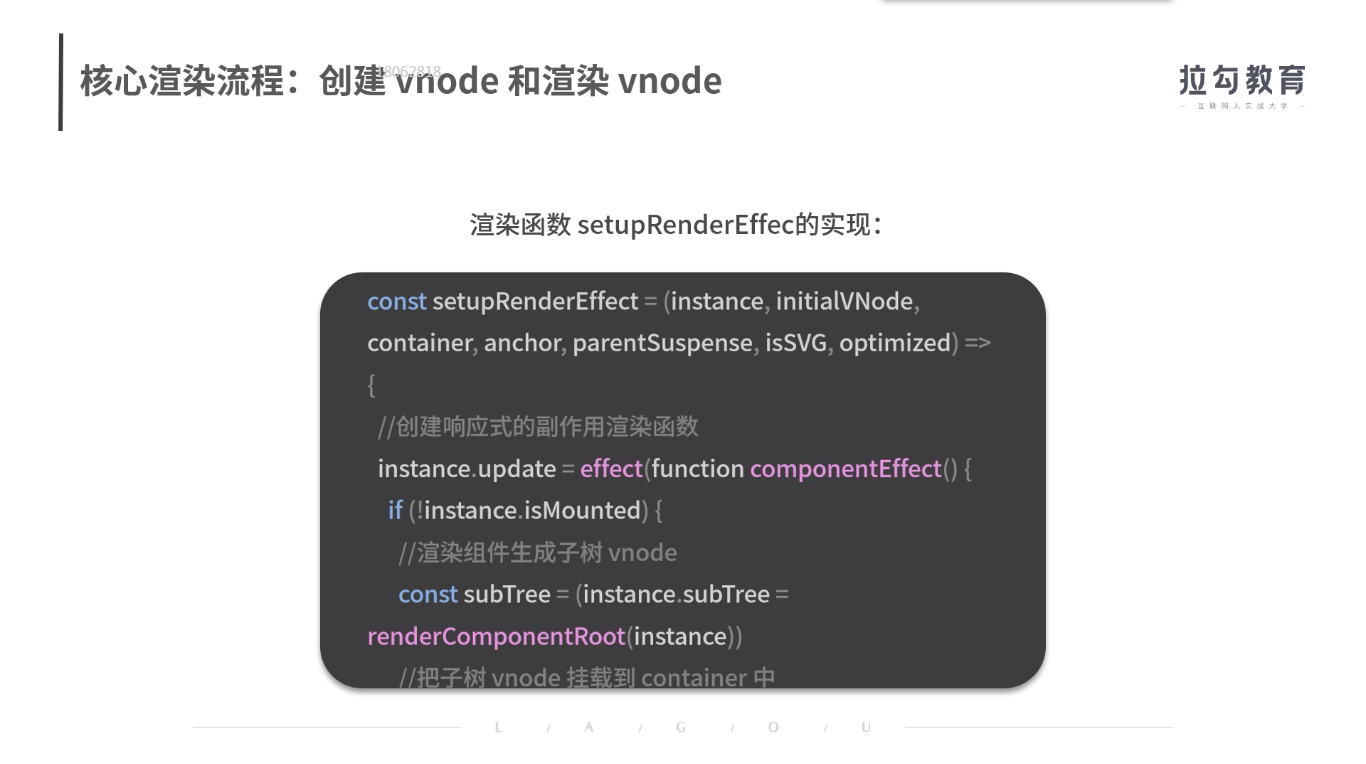 核心渲染流程：创建 vnode 和渲染 vnode
18062818
拉勾教育
— 互联网人实战大学 —
渲染函数 setupRenderEffec的实现：
const setupRenderEffect = (instance, initialVNode,
container, anchor, parentSuspense, isSVG, optimized) =>
{
//创建响应式的副作用渲染函数
instance.update = effect(function componentEffect() {
if (!instance.isMounted) {
//渲染组件生成子树 vnode
const subTree = (instance.subTree =
renderComponentRoot(instance))
//把子树 vnode 挂载到 container 中
L / A / G / O / U